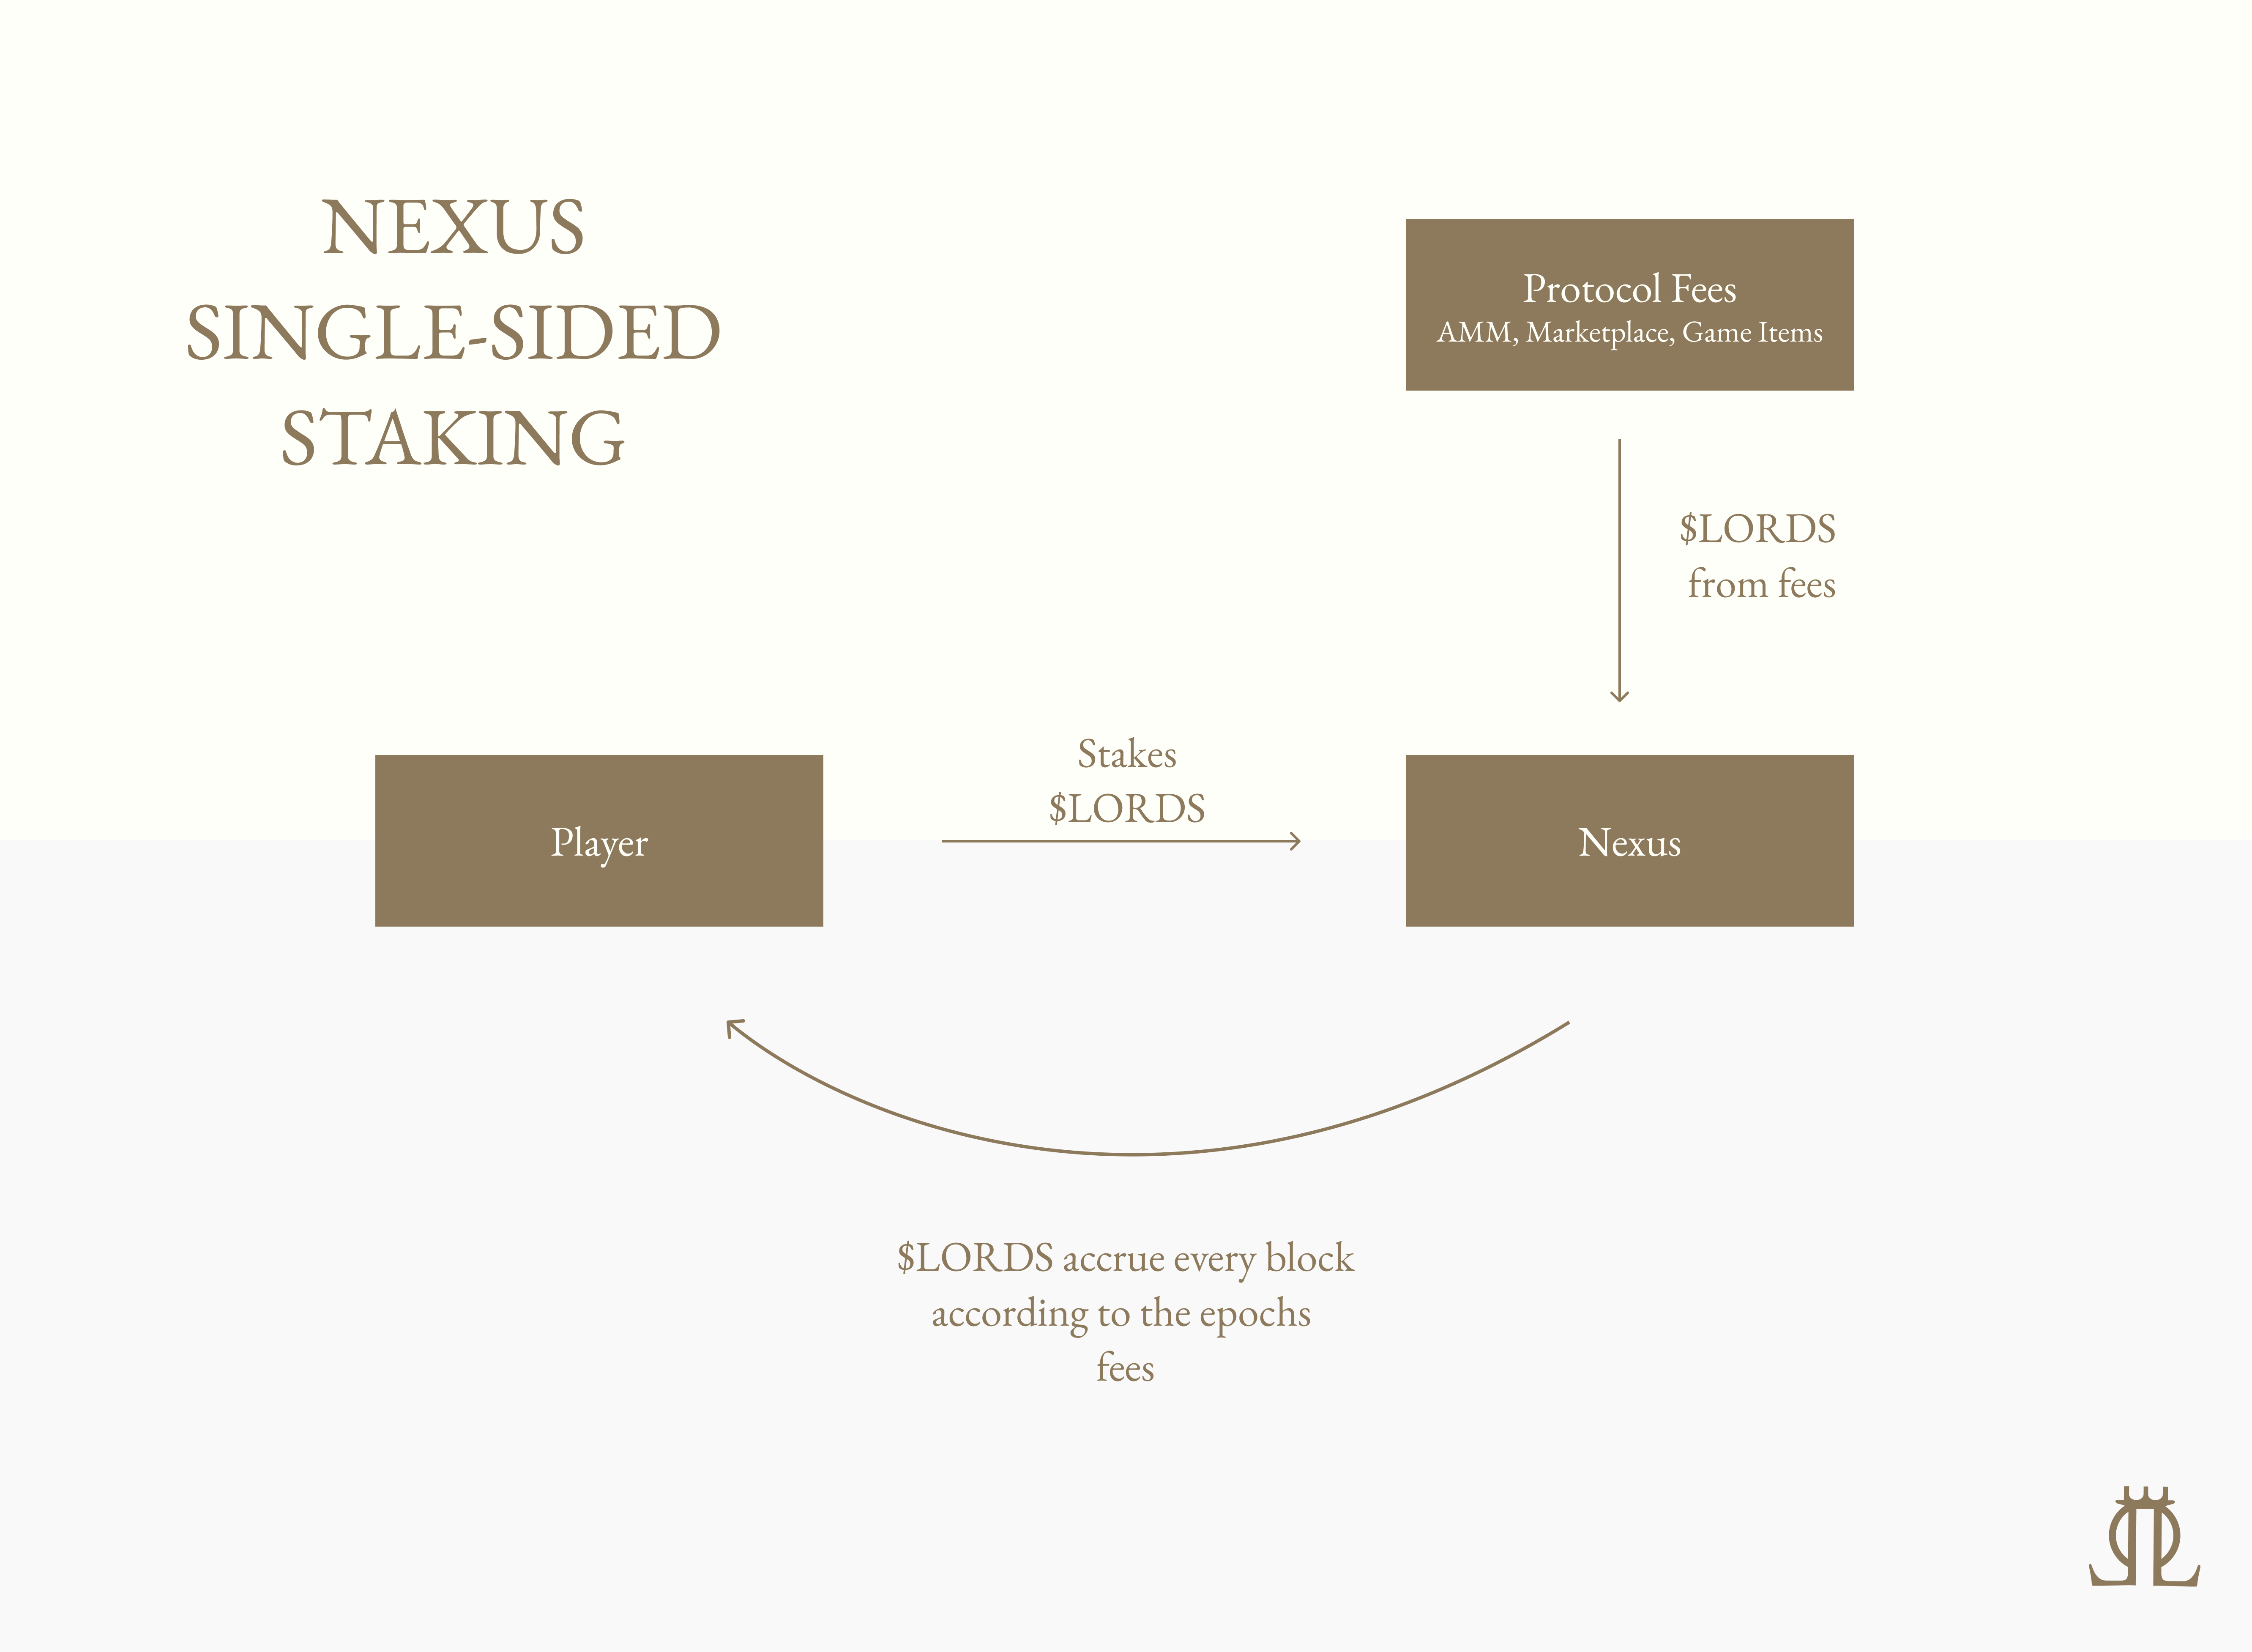 NEXUS
SINGLE-SIDED
STAKING
Protocol Fees
AMM, Marketplace, Game Items
$LORDS
from fees
Stakes
$LORDS
Player
Nexus
$LORDS accrue every block
according to the epochs
fees